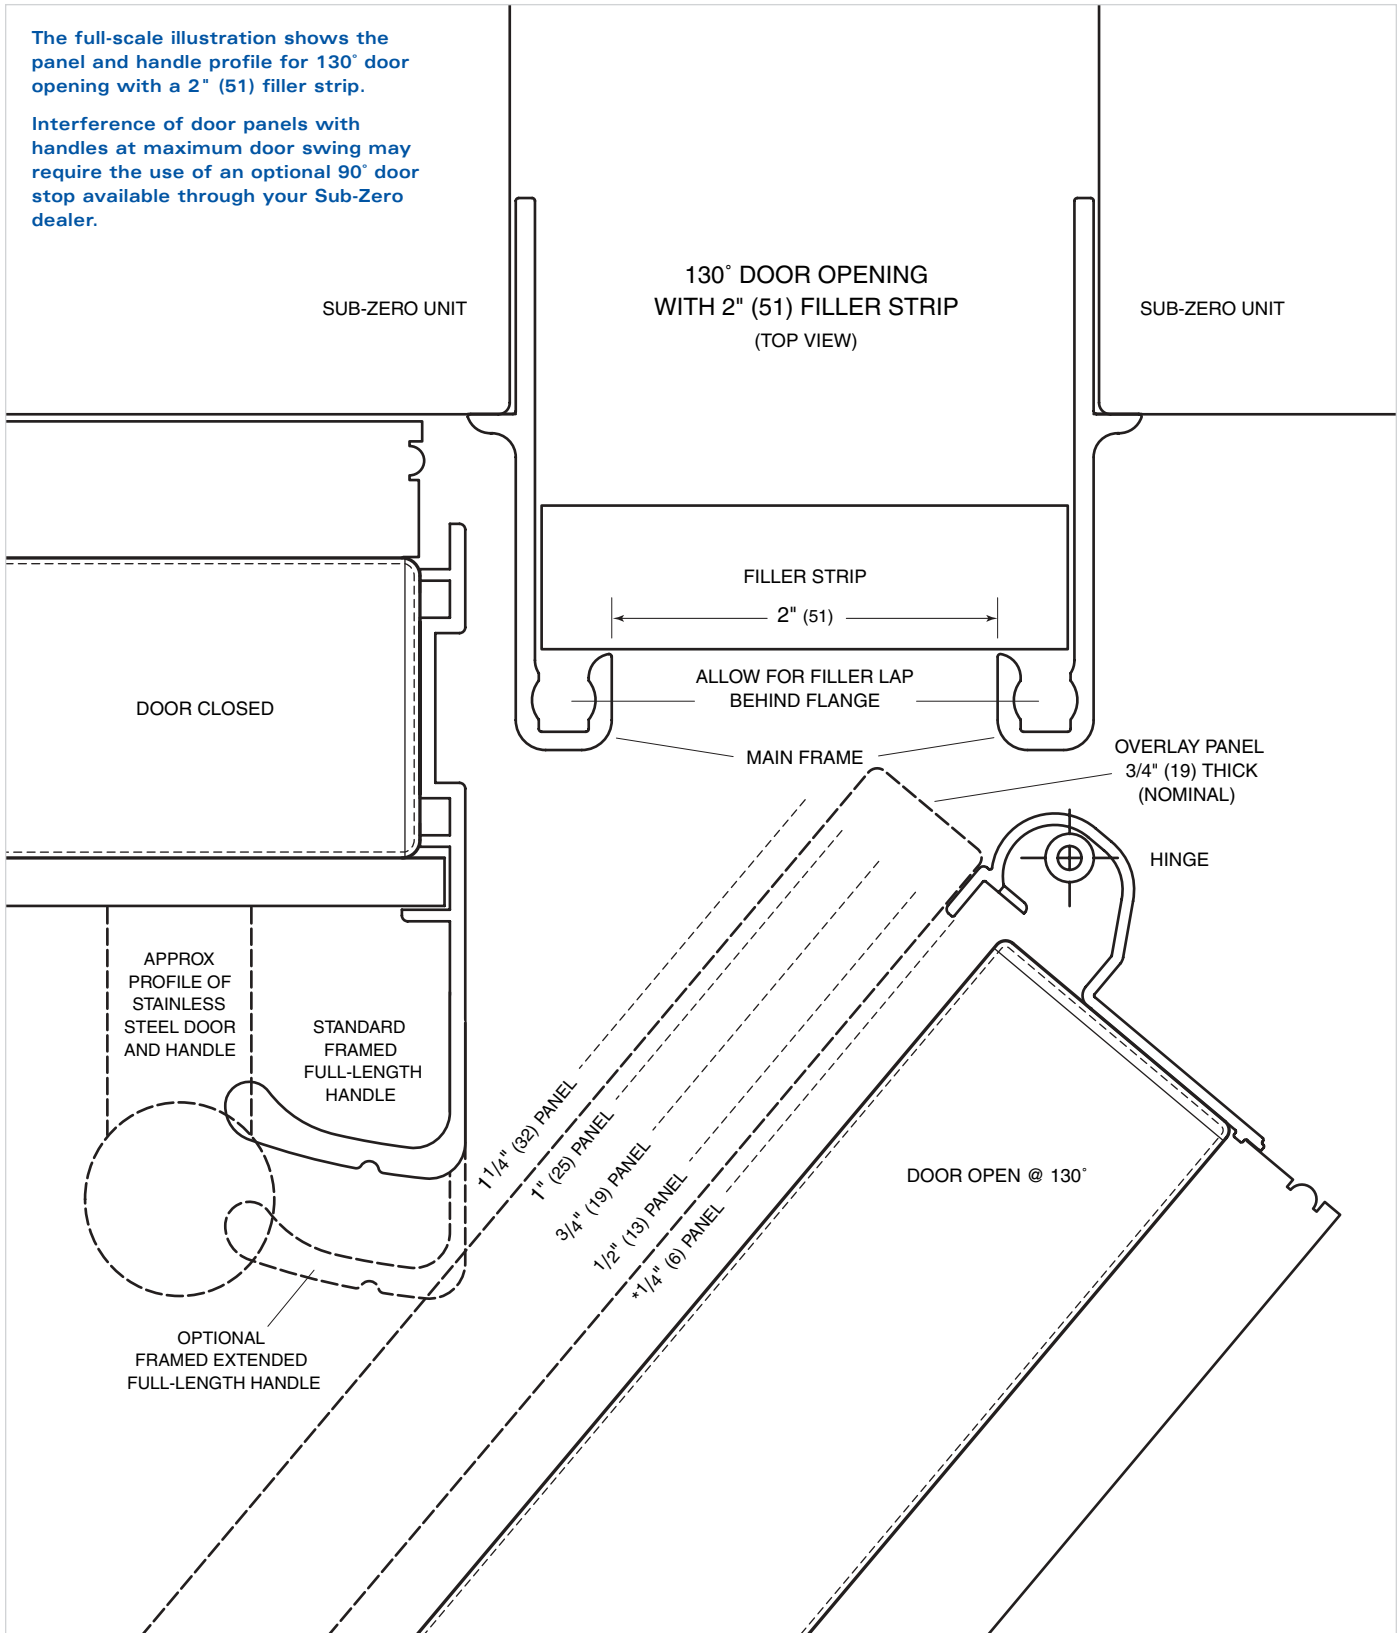 The full-scale illustration shows the
panel and handle profile for 130˚ door
opening with a 2" (51) filler strip.
Interference of door panels with
handles at maximum door swing may
require the use of an optional 90˚ door
stop available through your Sub-Zero
dealer.
SUB-ZERO UNIT
130˚ DOOR OPENING
WITH 2" (51) FILLER STRIP
(TOP VIEW)
SUB-ZERO UNIT
FILLER STRIP
2" (51)
ALLOW FOR FILLER LAP
BEHIND FLANGE
MAIN FRAME
DOOR CLOSED
OVERLAY PANEL
3/4" (19) THICK
(NOMINAL)
HINGE
APPROX
PROFILE OF
STAINLESS
STEEL DOOR
AND HANDLE
STANDARD
FRAMED
FULL-LENGTH
HANDLE
1 1/4" (32) PANEL
1" (25) PANEL
3/4" (19) PANEL
1/2" (13) PANEL
*1/4" (6) PANEL
DOOR OPEN @ 130˚
OPTIONAL
FRAMED EXTENDED
FULL-LENGTH HANDLE